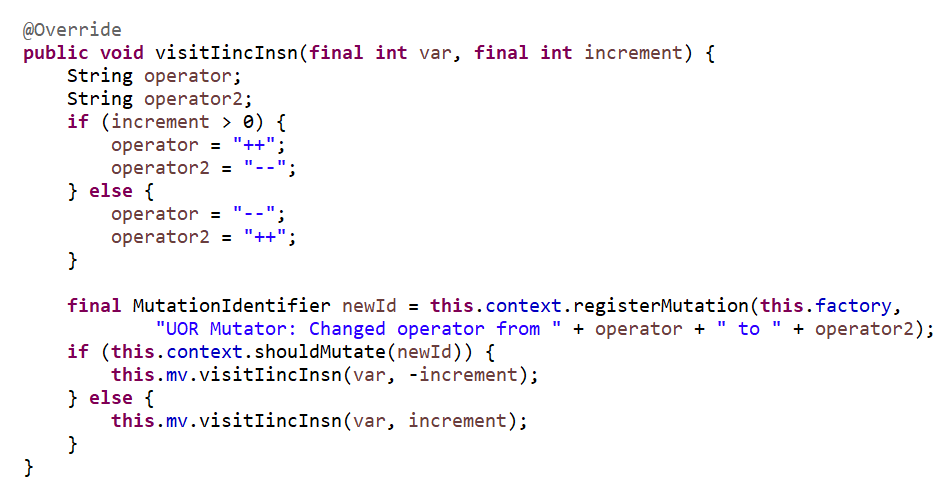 @Override
public void visitIincInsn(final int var, final int increment) {
    String operator;
    String operator2;
    if (increment > 0) {
        operator = "++";
        operator2 = "--";
    } else {
        operator = "--";
        operator2 = "++";
    }

    final MutationIdentifier newId = this.context.registerMutation(this.factory,
            "UOR Mutator: Changed operator from " + operator + " to " + operator2);
    if (this.context.shouldMutate(newId)) {
        this.mv.visitIincInsn(var, -increment);
    } else {
        this.mv.visitIincInsn(var, increment);
    }
}